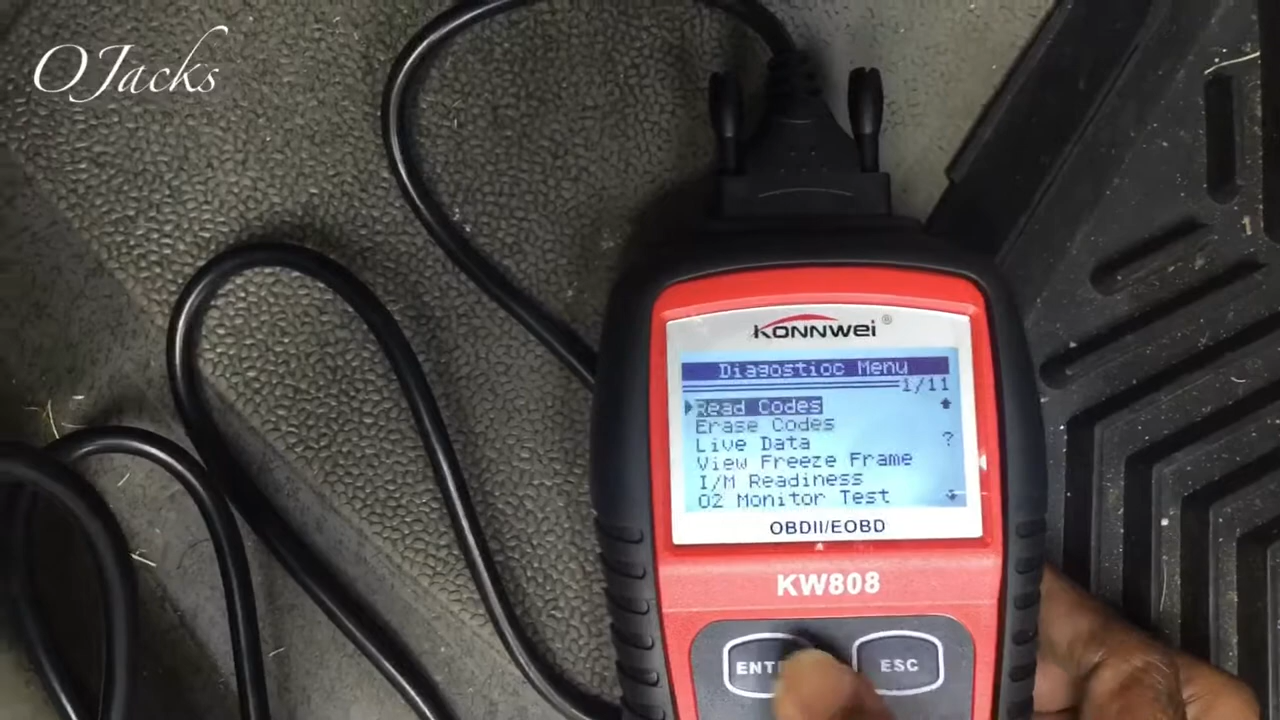 OJacks
KONNWEI®
Diagostioc Menu
1/11
Read Codes
Erase Codes
Live Data
?
View Freeze Frame
I/M Readiness
O2 Monitor Test
OBDII/EOBD
KW808
ESC